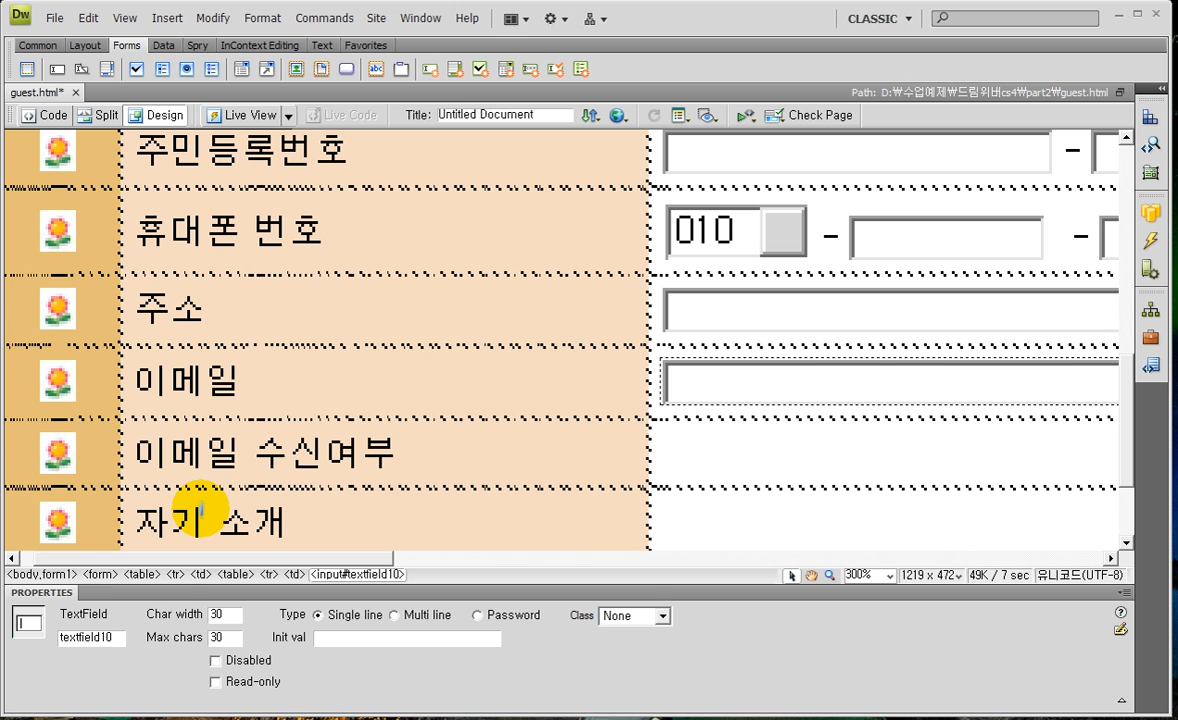 Dw File Edit View Insert Modify Format Commands Site Window Help CLASSIC
Common Layout Forms Data Spry InContext Editing Text Favorites
guest.html* Path: D:₩수업예제₩드림위버cs4₩part2₩guest.html
Code Split Design Live View Live Code Title: Untitled Document Check Page
주민등록번호 -
휴대폰 번호 010 - -
주소
이메일
이메일 수신여부
자기 소개
<body,form1> <form> <table> <tr> <td> <table> <tr> <td> <input#textfield10> 300% 1219 x 472 49K / 7 sec 유니코드(UTF-8)
PROPERTIES
TextField Char width 30 Type Single line Multi line Password Class None
textfield10 Max chars 30 Init val
Disabled
Read-only